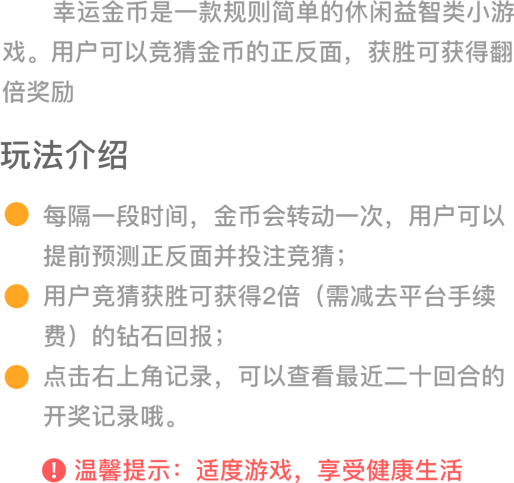 幸运金币是一款规则简单的休闲益智类小游
戏。用户可以竞猜金币的正反面，获胜可获得翻
倍奖励
玩法介绍
每隔一段时间，金币会转动一次，用户可以
提前预测正反面并投注竞猜；
用户竞猜获胜可获得2倍（需减去平台手续
费）的钻石回报；
点击右上角记录，可以查看最近二十回合的
开奖记录哦。
温馨提示：适度游戏，享受健康生活